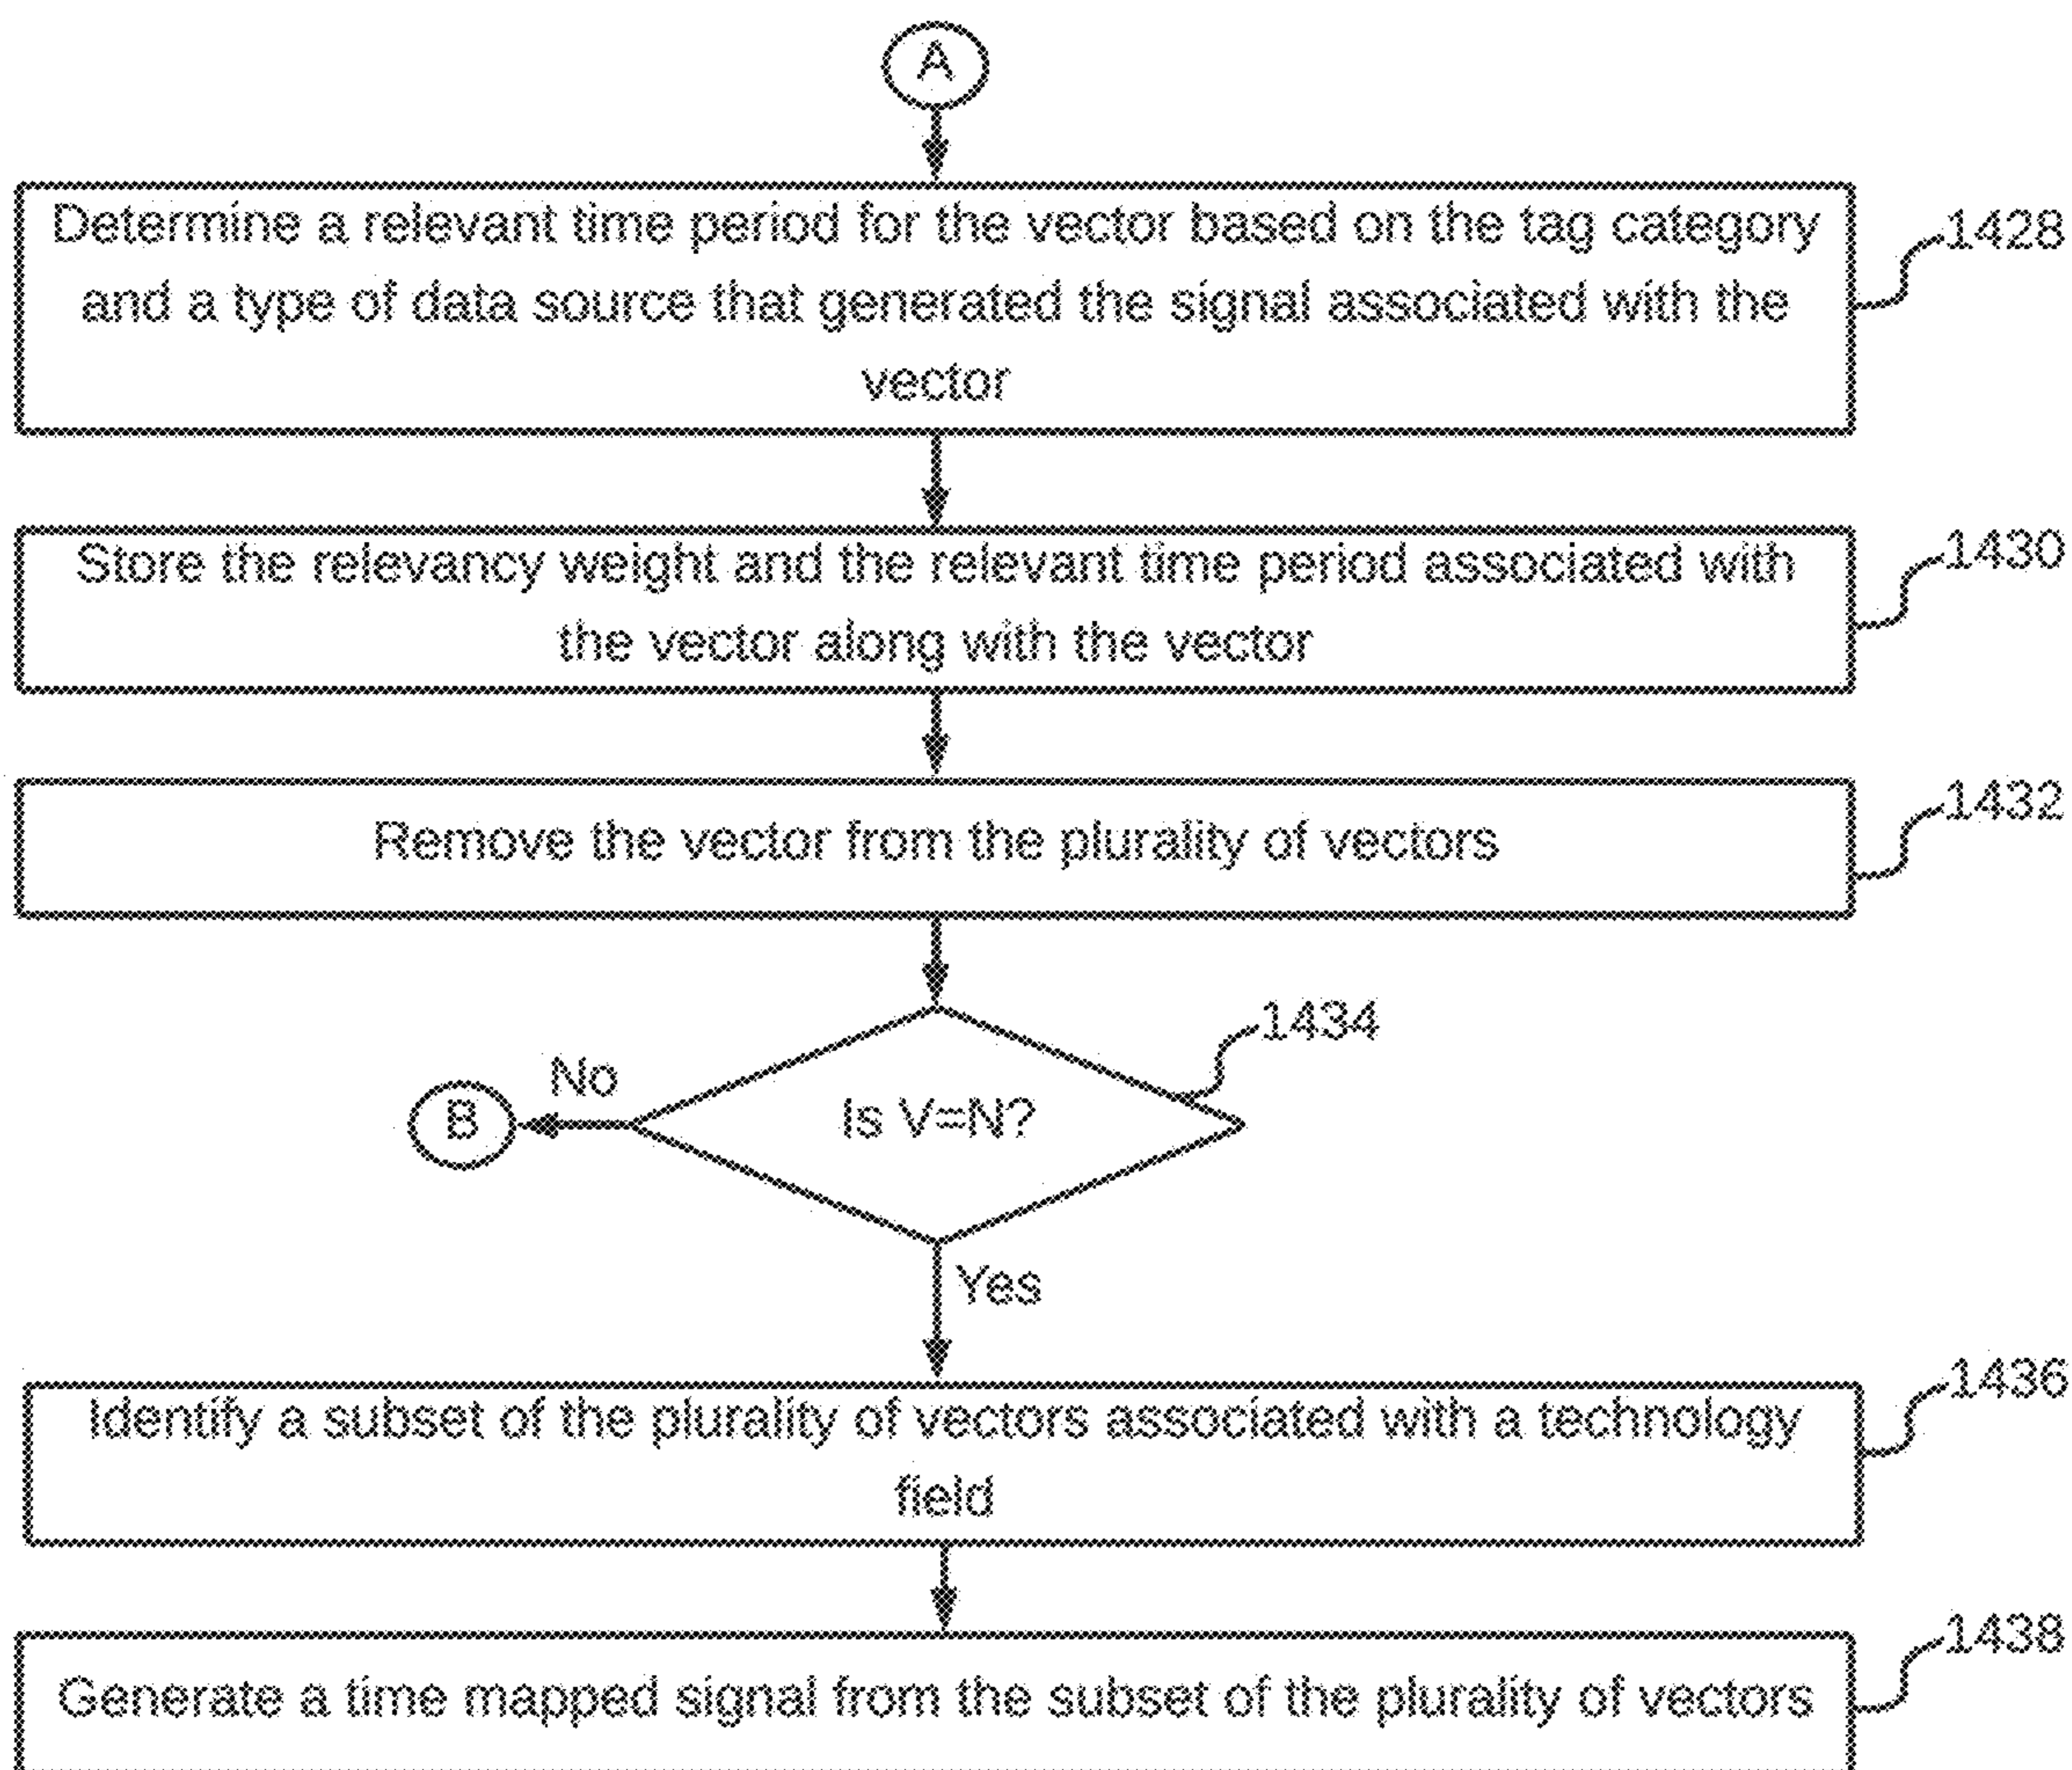 A
Determine a relevant time period for the vector based on the tag category
and a type of data source that generated the signal associated with the
vector
1428
Store the relevancy weight and the relevant time period associated with
the vector along with the vector
1430
Remove the vector from the plurality of vectors
1432
1434
No
B
Is V=N?
Yes
Identify a subset of the plurality of vectors associated with a technology
field
1436
Generate a time mapped signal from the subset of the plurality of vectors
1438